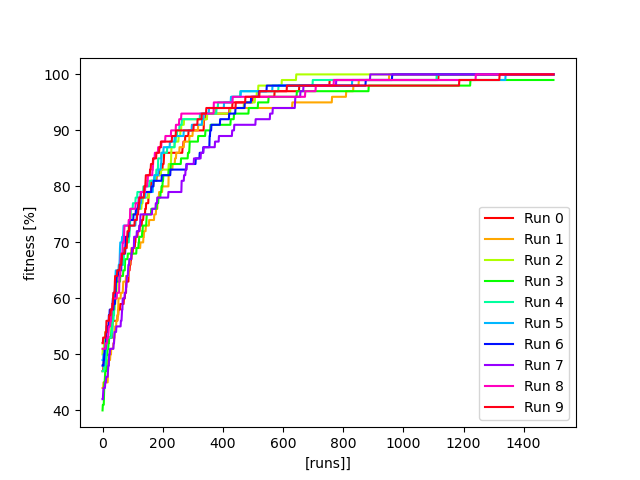 100
90
80
70
60
50
40
fitness [%]
0
200
400
600
800
1000
1200
1400
[runs]]
Run 0
Run 1
Run 2
Run 3
Run 4
Run 5
Run 6
Run 7
Run 8
Run 9